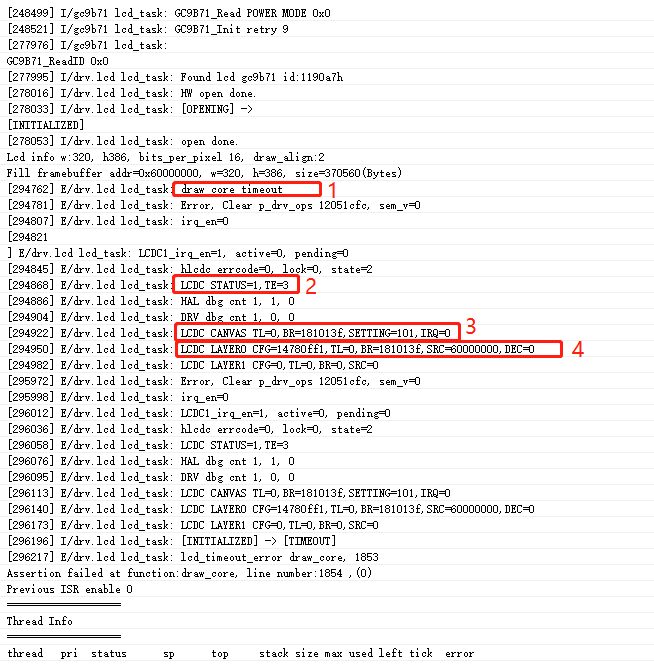 [248499] I/gc9b71 lcd_task: GC9B71_Read POWER MODE 0x0
[248521] I/gc9b71 lcd_task: GC9B71_Init retry 9
[277976] I/gc9b71 lcd_task:
GC9B71_ReadID 0x0
[277995] I/drv.lcd lcd_task: Found lcd gc9b71 id:1190a7h
[278016] I/drv.lcd lcd_task: HW open done.
[278033] I/drv.lcd lcd_task: [OPENING] ->
[INITIALIZED]
[278053] I/drv.lcd lcd_task: open done.
Lcd info w:320, h386, bits_per_pixel 16, draw_align:2
Fill framebuffer addr=0x60000000, w=320, h=386, size=370560(Bytes)
[294762] E/drv.lcd lcd_task: draw core timeout 1
[294781] E/drv.lcd lcd_task: Error, Clear p_drv_ops 12051cfc, sem_v=0
[294807] E/drv.lcd lcd_task: irq_en=0
[294821
] E/drv.lcd lcd_task: LCDC1_irq_en=1, active=0, pending=0
[294845] E/drv.lcd lcd_task: hlcdc errcode=0, lock=0, state=2
[294868] E/drv.lcd lcd_task: LCDC STATUS=1,TE=3 2
[294886] E/drv.lcd lcd_task: HAL dbg cnt 1, 1, 0
[294904] E/drv.lcd lcd_task: DRV dbg cnt 1, 0, 0
[294922] E/drv.lcd lcd_task: LCDC CANVAS TL=0,BR=181013f,SETTING=101,IRQ=0 3
[294950] E/drv.lcd lcd_task: LCDC LAYER0 CFG=14780ff1,TL=0,BR=181013f,SRC=60000000,DEC=0 4
[294982] E/drv.lcd lcd_task: LCDC LAYER1 CFG=0,TL=0,BR=0,SRC=0
[295972] E/drv.lcd lcd_task: Error, Clear p_drv_ops 12051cfc, sem_v=0
[295998] E/drv.lcd lcd_task: irq_en=0
[296012] E/drv.lcd lcd_task: LCDC1_irq_en=1, active=0, pending=0
[296036] E/drv.lcd lcd_task: hlcdc errcode=0, lock=0, state=2
[296058] E/drv.lcd lcd_task: LCDC STATUS=1,TE=3
[296076] E/drv.lcd lcd_task: HAL dbg cnt 1, 1, 0
[296095] E/drv.lcd lcd_task: DRV dbg cnt 0, 0, 0
[296113] E/drv.lcd lcd_task: LCDC CANVAS TL=0,BR=181013f,SETTING=101,IRQ=0
[296140] E/drv.lcd lcd_task: LCDC LAYER0 CFG=14780ff1,TL=0,BR=181013f,SRC=60000000,DEC=0
[296173] E/drv.lcd lcd_task: LCDC LAYER1 CFG=0,TL=0,BR=0,SRC=0
[296196] I/drv.lcd lcd_task: [INITIALIZED] -> [TIMEOUT]
[296217] E/drv.lcd lcd_task: lcd_timeout_error draw_core, 1853
Assertion failed at function:draw_core, line number:1854 ,(0)
Previous ISR enable 0
===================
Thread Info
===================
thread pri status sp top stack size max used left tick error